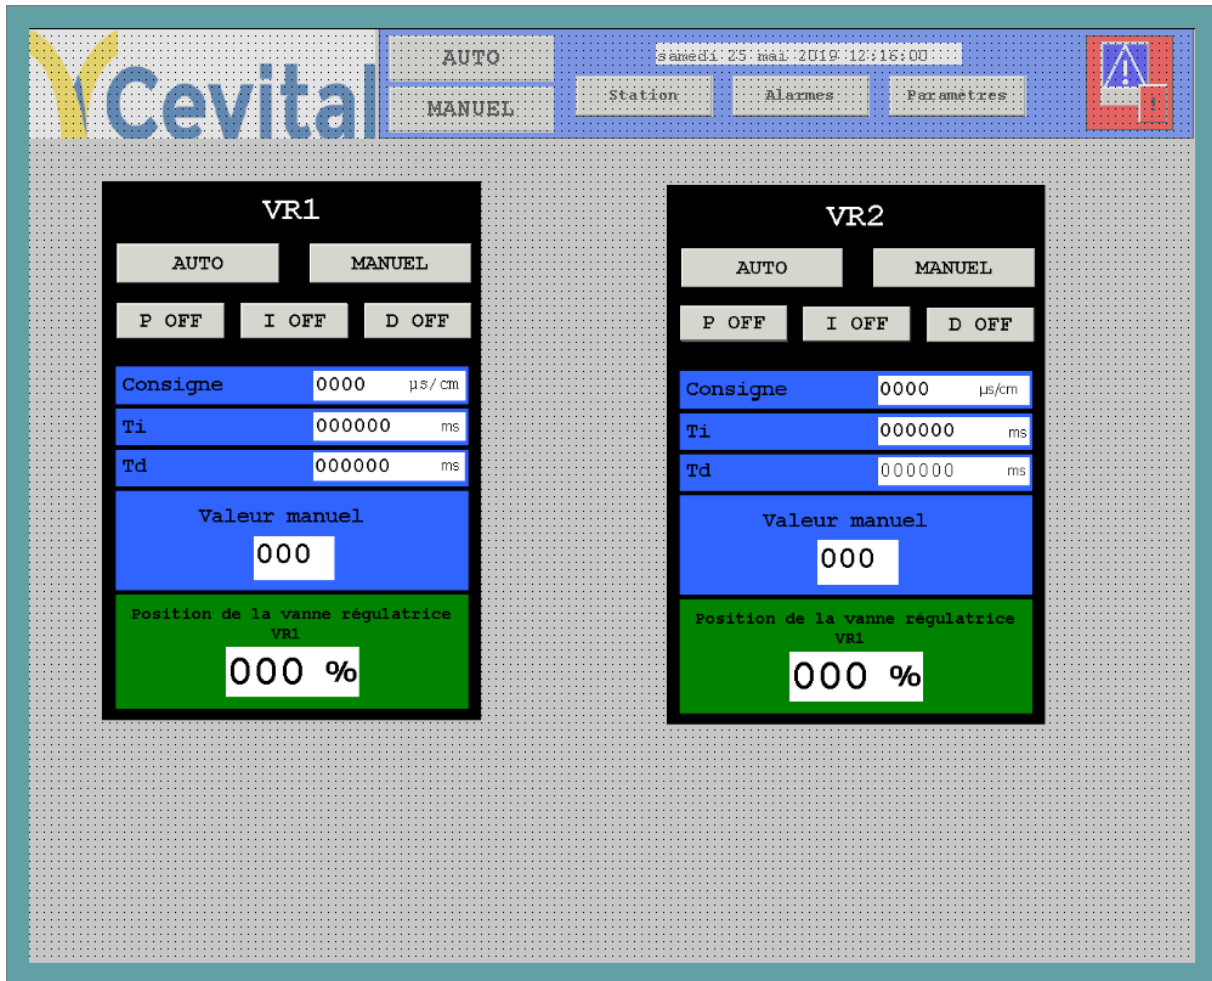 Cevital
AUTO
MANUEL
samedi 25 mai 2019 12:16:00
Station Alarmes Paramètres
!
!
VR1
AUTO MANUEL
P OFF I OFF D OFF
Consigne 0000 µs/cm
Ti 000000 ms
Td 000000 ms
Valeur manuel
000
Position de la vanne régulatrice
VR1
000 %
VR2
AUTO MANUEL
P OFF I OFF D OFF
Consigne 0000 µs/cm
Ti 000000 ms
Td 000000 ms
Valeur manuel
000
Position de la vanne régulatrice
VR1
000 %